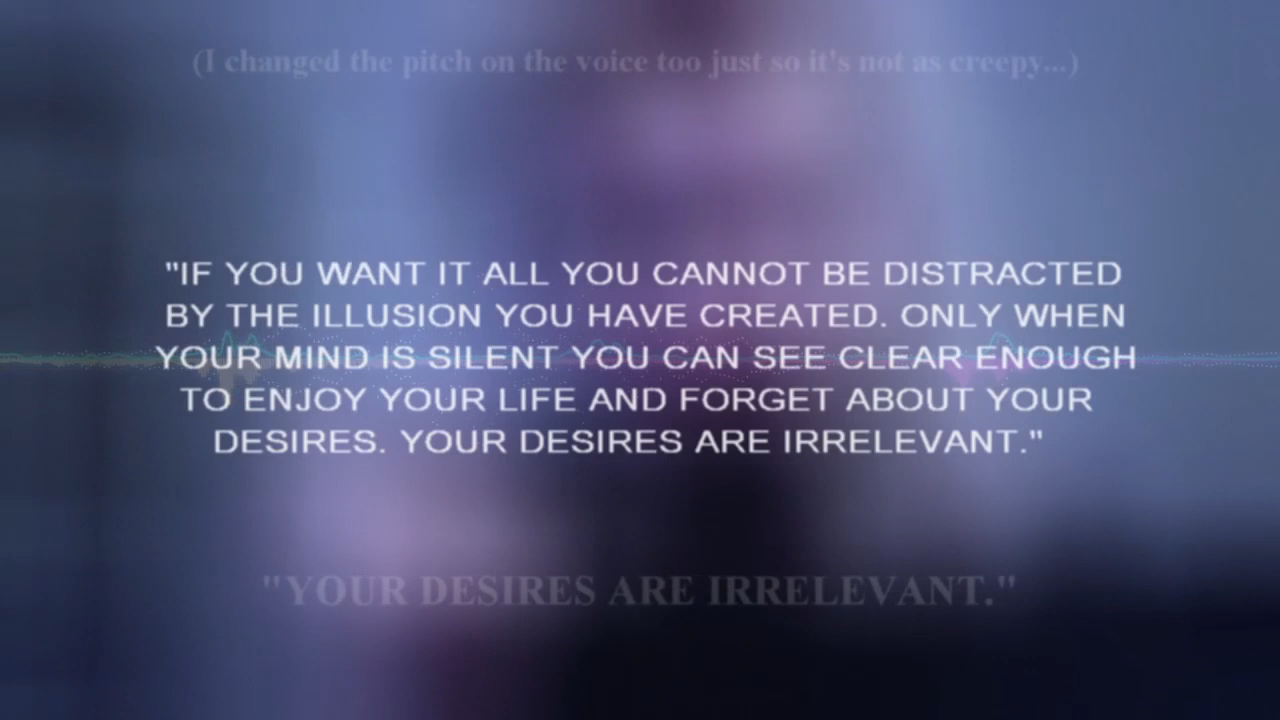 (I changed the pitch on the voice too just so it's not as creepy...)
"IF YOU WANT IT ALL YOU CANNOT BE DISTRACTED
BY THE ILLUSION YOU HAVE CREATED. ONLY WHEN
YOUR MIND IS SILENT YOU CAN SEE CLEAR ENOUGH
TO ENJOY YOUR LIFE AND FORGET ABOUT YOUR
DESIRES. YOUR DESIRES ARE IRRELEVANT."
"YOUR DESIRES ARE IRRELEVANT."